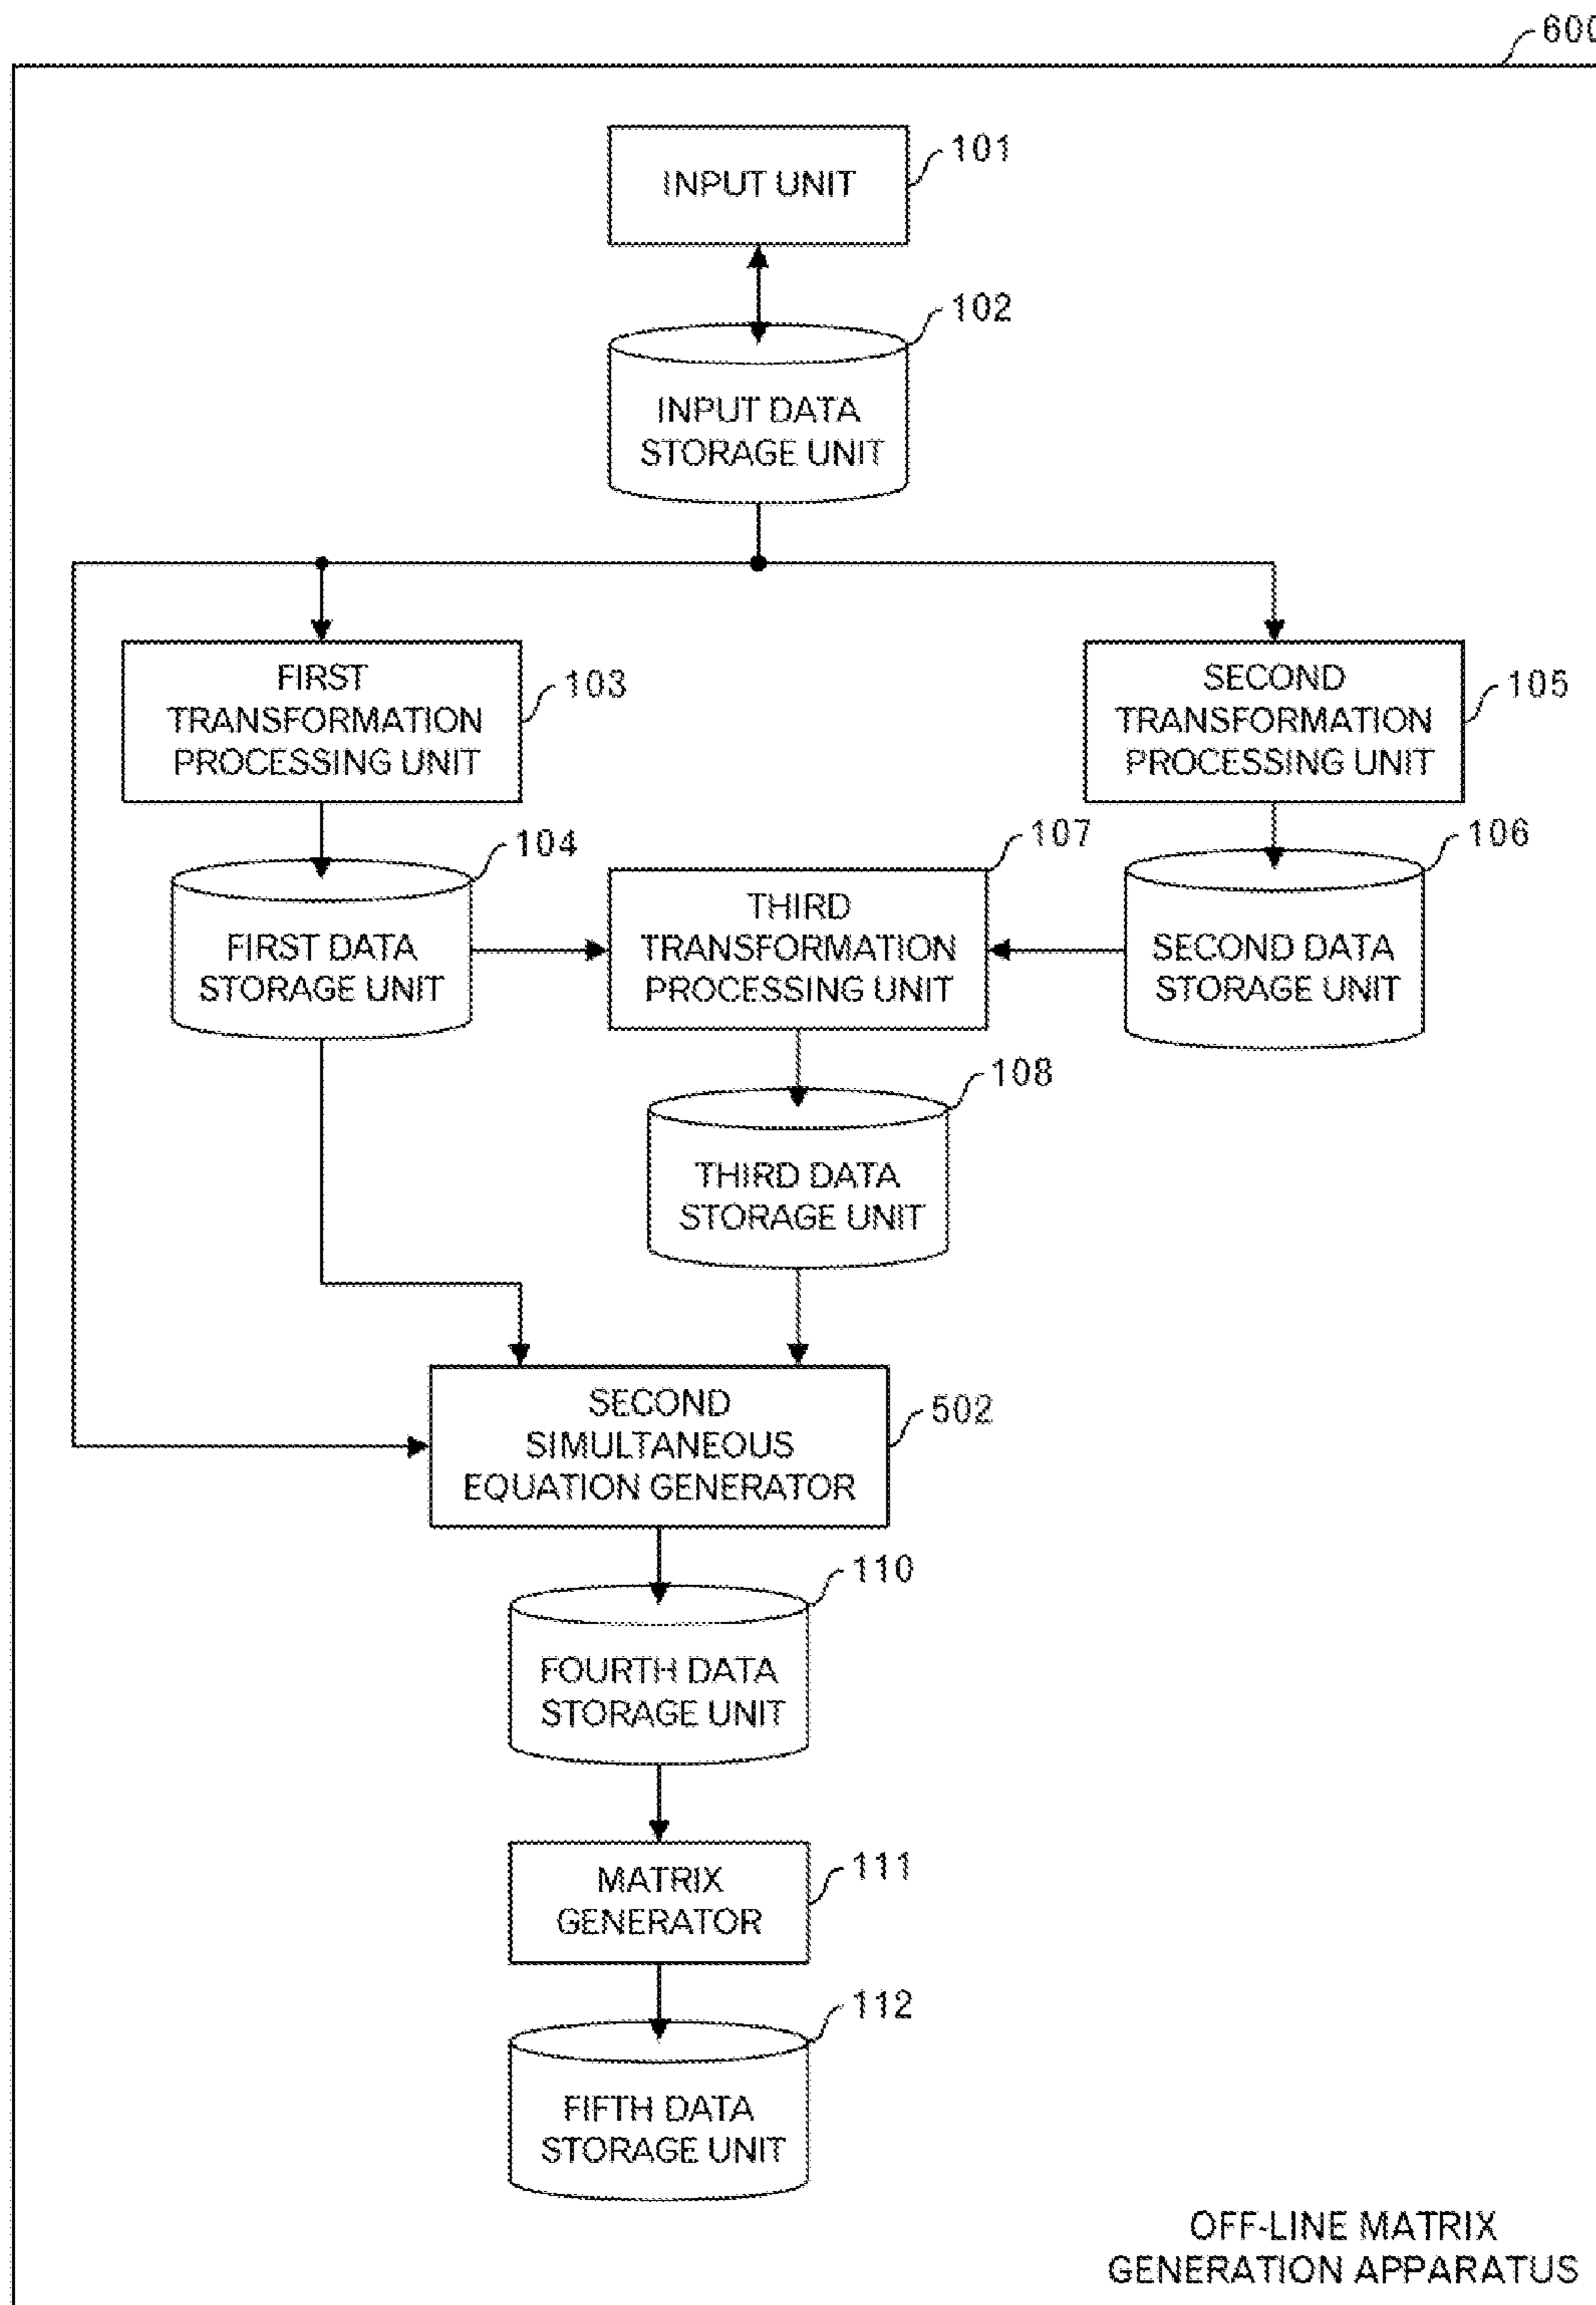 600
INPUT UNIT
101
102
INPUT DATA
STORAGE UNIT
FIRST
TRANSFORMATION
PROCESSING UNIT
103
SECOND
TRANSFORMATION
PROCESSING UNIT
105
104
FIRST DATA
STORAGE UNIT
107
THIRD
TRANSFORMATION
PROCESSING UNIT
106
SECOND DATA
STORAGE UNIT
108
THIRD DATA
STORAGE UNIT
SECOND
SIMULTANEOUS
EQUATION GENERATOR
502
110
FOURTH DATA
STORAGE UNIT
MATRIX
GENERATOR
111
112
FIFTH DATA
STORAGE UNIT
OFF-LINE MATRIX
GENERATION APPARATUS